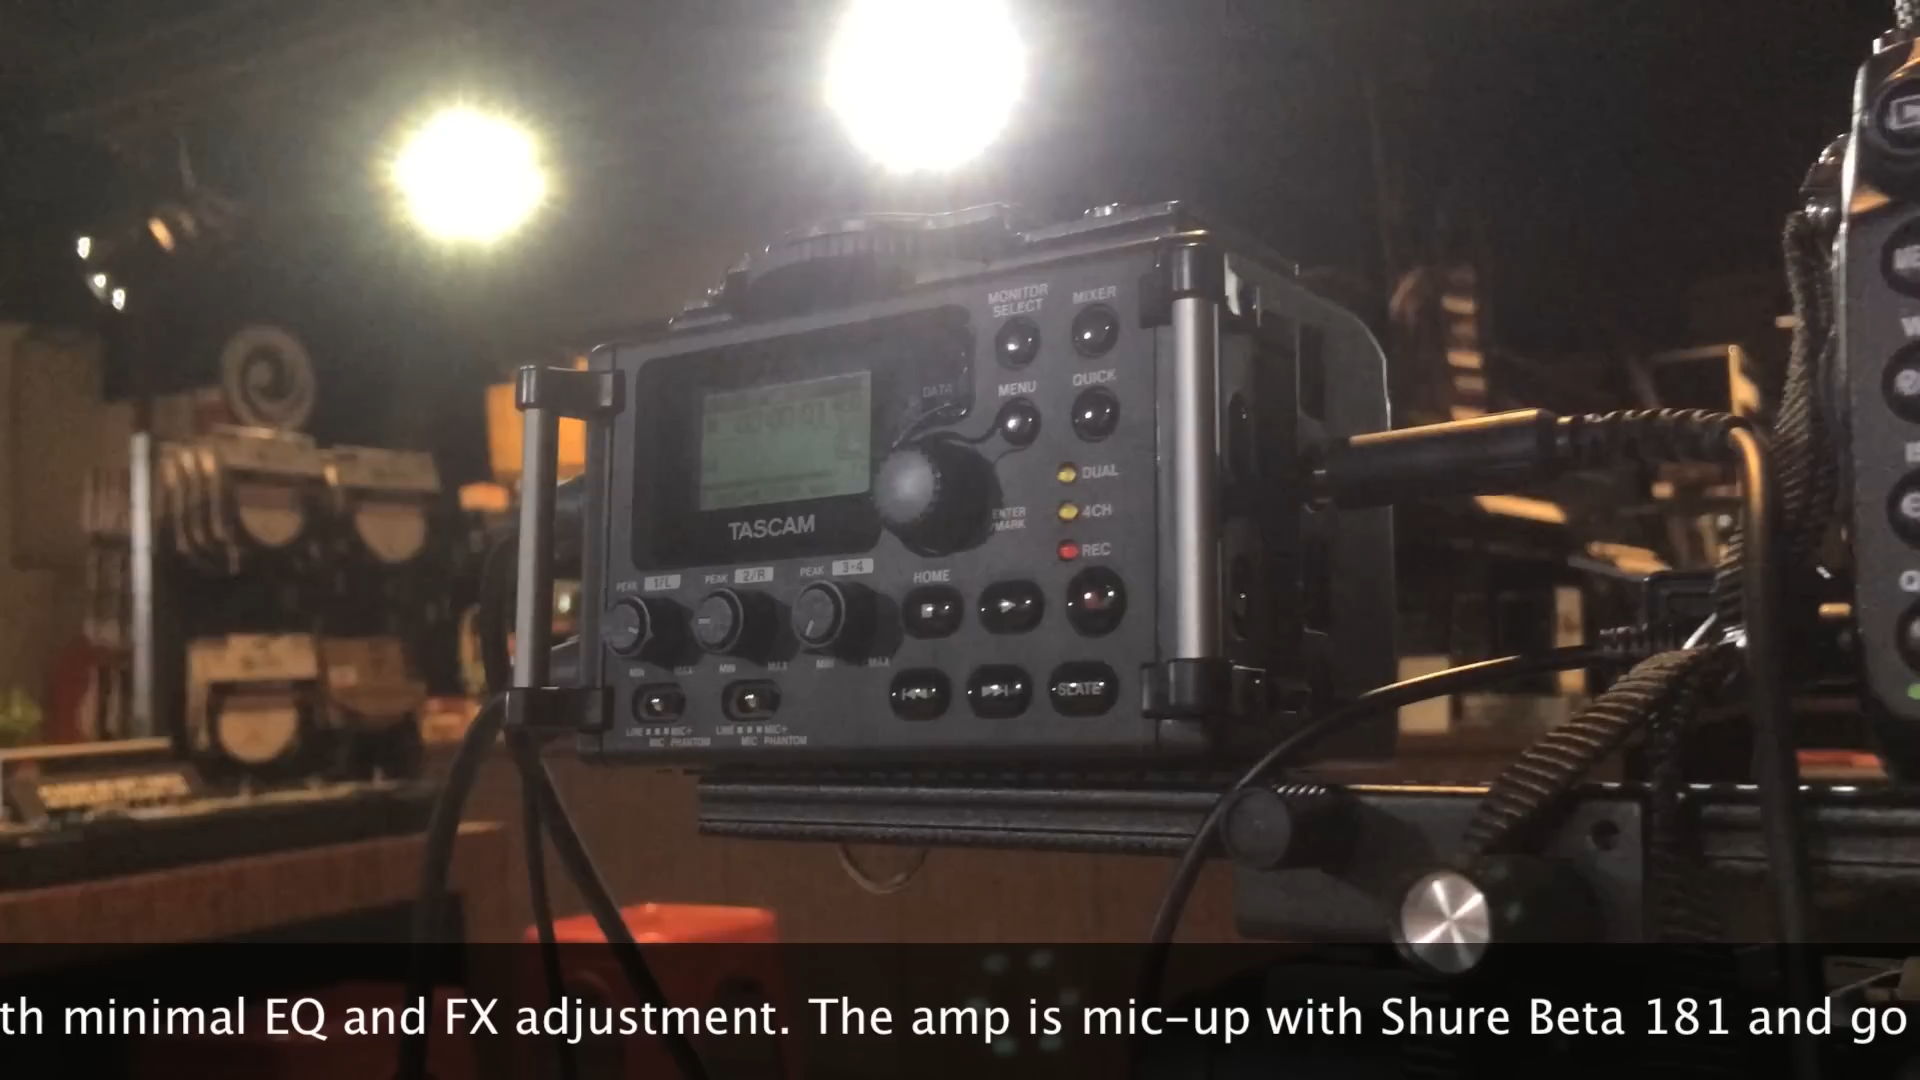 MONITOR
SELECT
MIXER
DATA
MENU
QUICK
DUAL
4CH
REC
TASCAM
ENTER
/MARK
PEAK 1/L
PEAK 2/R
PEAK 3•4
HOME
MIN MAX
MIN MAX
MIN MAX
SLATE
LINE MIC+
MIC PHANTOM
LINE MIC+
MIC PHANTOM
th minimal EQ and FX adjustment. The amp is mic-up with Shure Beta 181 and go